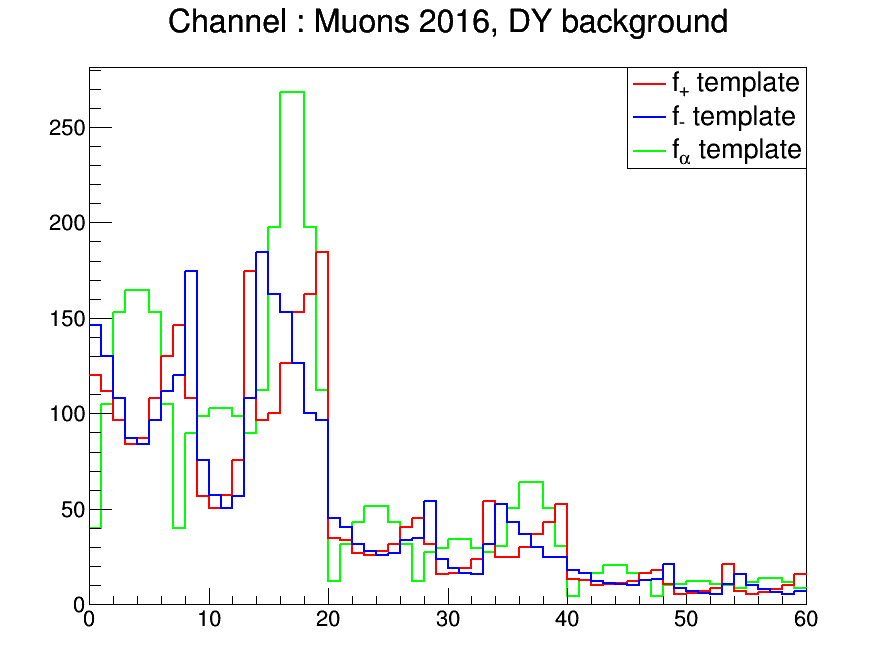 Channel : Muons 2016, DY background
f+ template
f- template
fα template
250
200
150
100
50
0
0 10 20 30 40 50 60